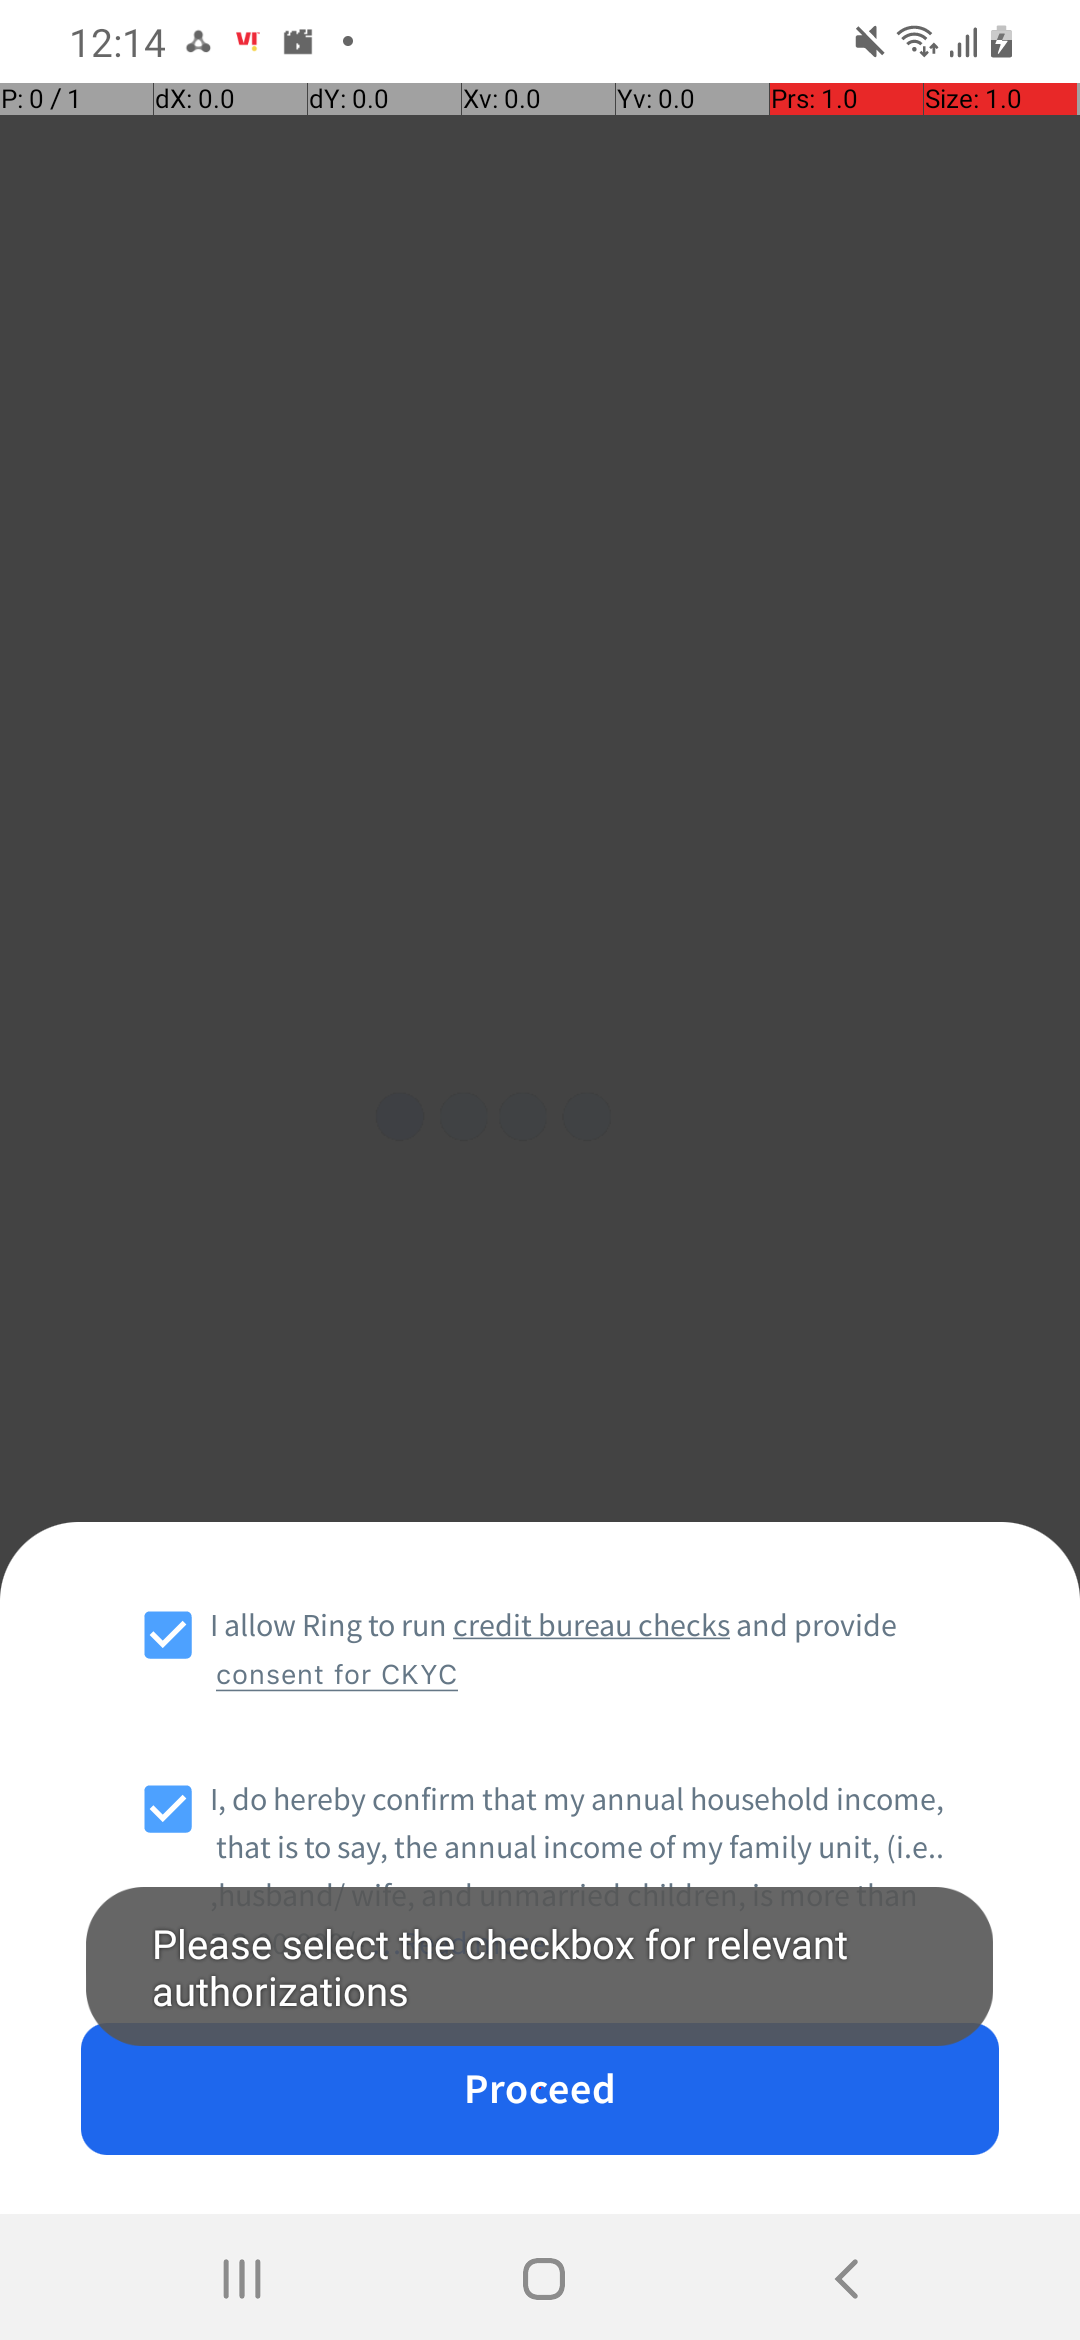 12:14
P: 0 / 1 dX: 0.0 dY: 0.0 Xv: 0.0 Yv: 0.0 Prs: 1.0 Size: 1.0
I allow Ring to run credit bureau checks and provide
consent for CKYC
I, do hereby confirm that my annual household income,
that is to say, the annual income of my family unit, (i.e..
,husband/ wife, and unmarried children, is more than
Please select the checkbox for relevant
authorizations
Proceed